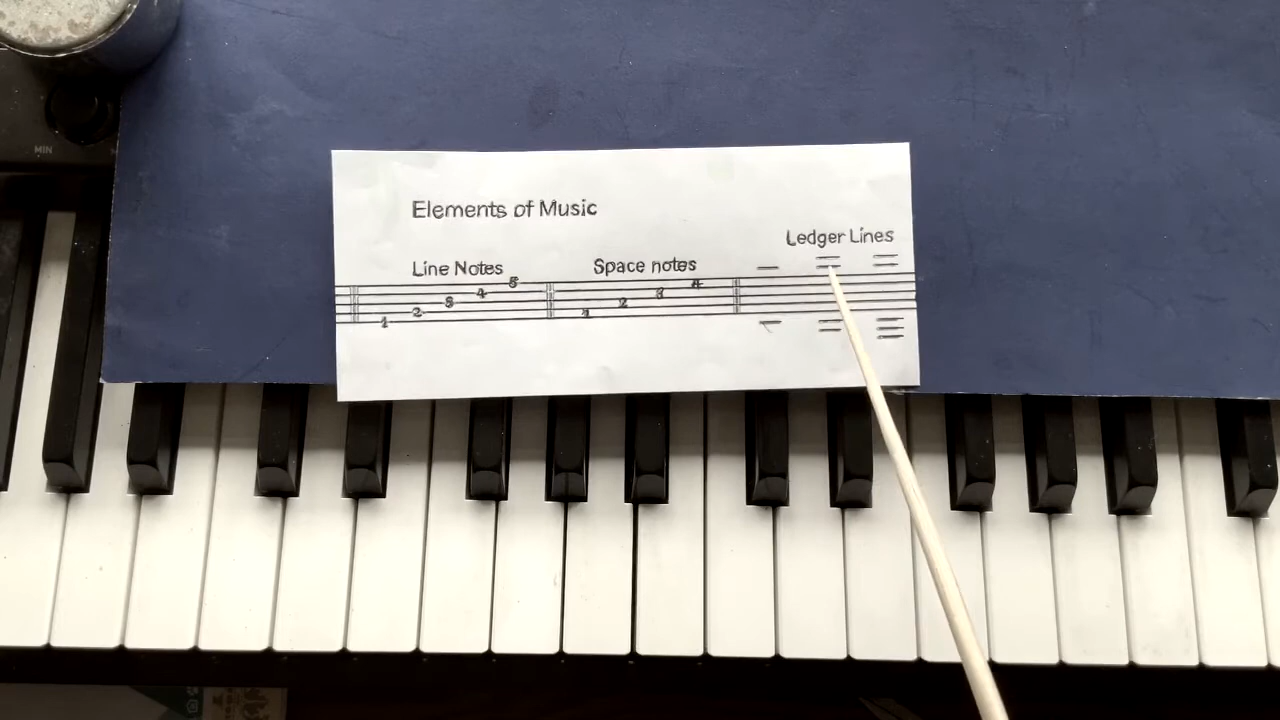 MIN
Elements of Music
Ledger Lines
Line Notes
Space notes
1 2 3 4 5
1 2 3 4